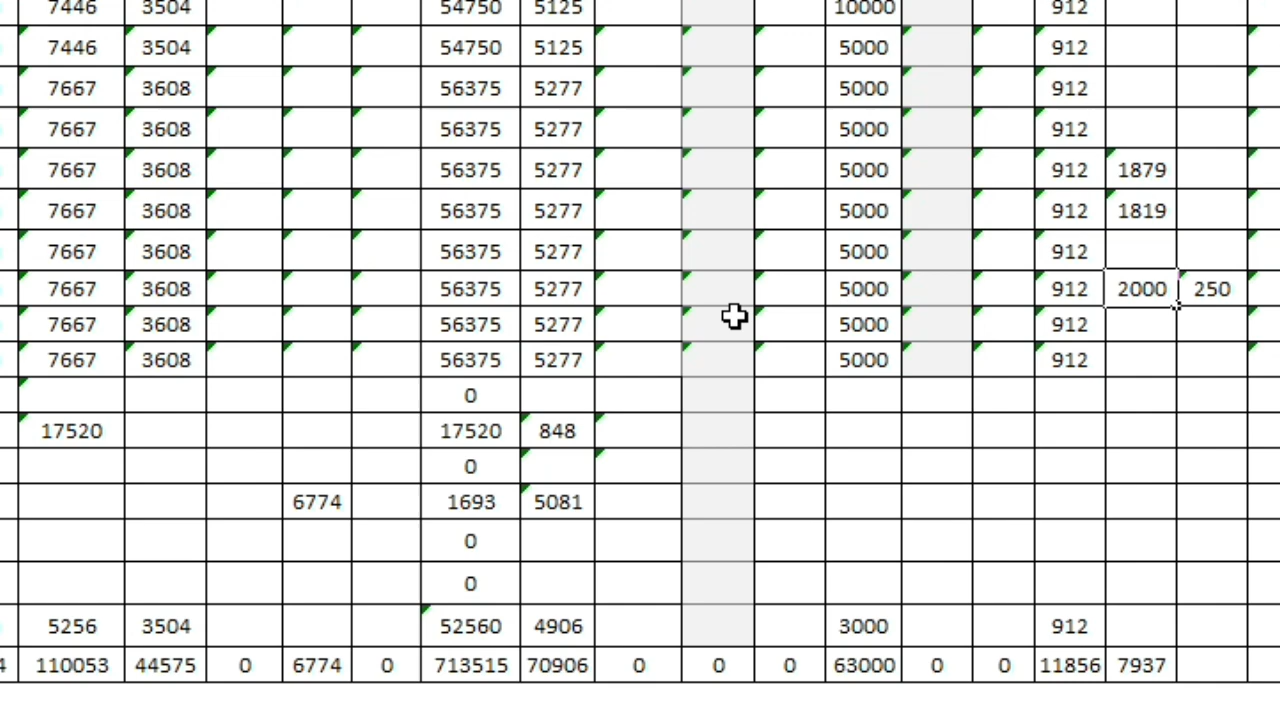 7446 3504 54750 5125 10000 912
7446 3504 54750 5125 5000 912
7667 3608 56375 5277 5000 912
7667 3608 56375 5277 5000 912
7667 3608 56375 5277 5000 912 1879
7667 3608 56375 5277 5000 912 1819
7667 3608 56375 5277 5000 912
7667 3608 56375 5277 5000 912 2000 250
7667 3608 56375 5277 5000 912
7667 3608 56375 5277 5000 912
0
17520 17520 848
0
6774 1693 5081
0
0
5256 3504 52560 4906 3000 912
4 110053 44575 0 6774 0 713515 70906 0 0 0 63000 0 0 11856 7937